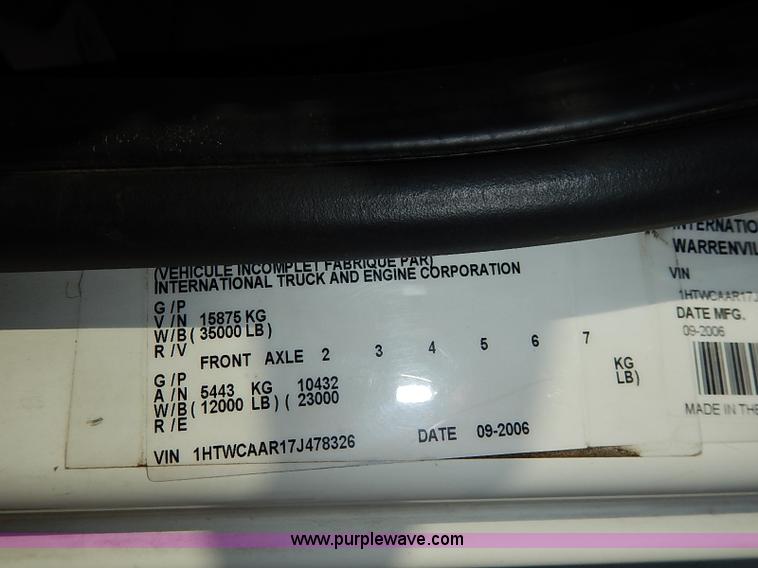 (VEHICULE INCOMPLET FABRIQUE PAR)
INTERNATIONAL TRUCK AND ENGINE CORPORATION
G /P
V /N 15875 KG
W/B( 35000 LB)
R /V
FRONT AXLE 2 3 4 5 6 7
G /P
A /N 5443 KG 10432 KG
W/B( 12000 LB) ( 23000 LB)
R /E
VIN 1HTWCAAR17J478326 DATE 09-2006
WARRENVIL
VIN
1HTWCAAR17J
DATE MFG.
09-2006
MADE IN THE
www.purplewave.com